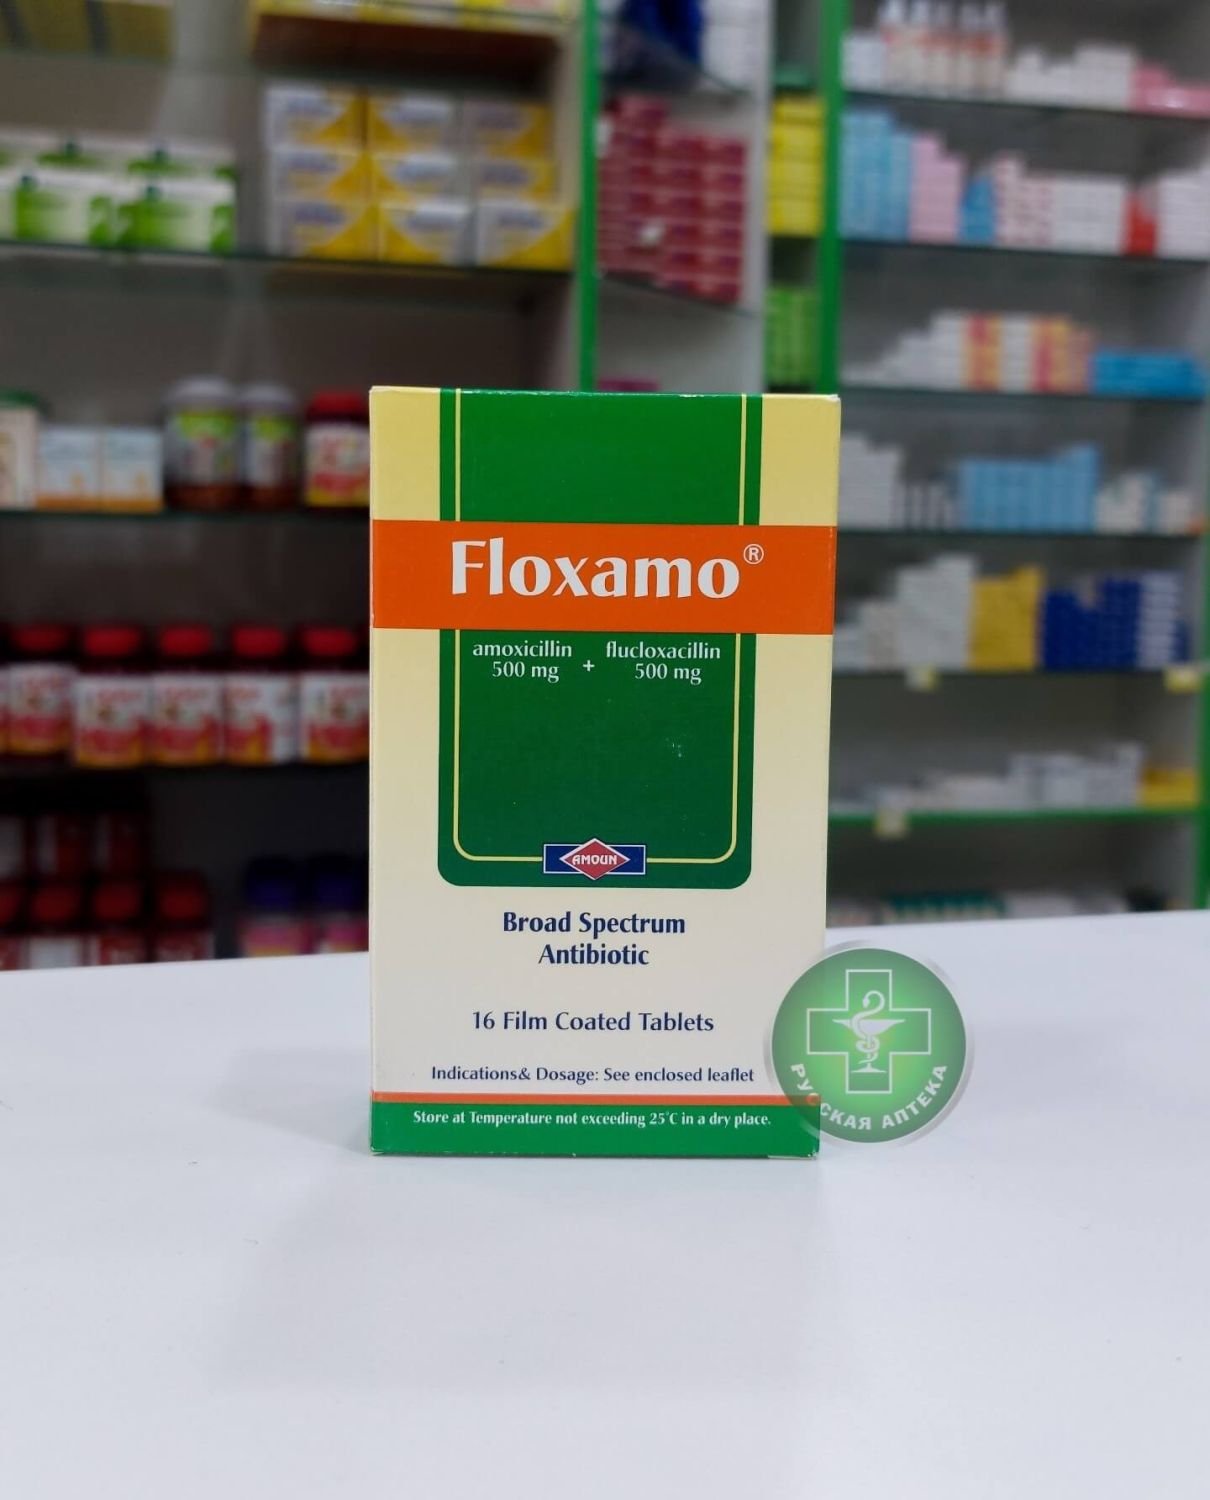 Floxamo®
amoxicillin 500 mg + flucloxacillin 500 mg
AMOUN
Broad Spectrum
Antibiotic
16 Film Coated Tablets
Indications& Dosage: See enclosed leaflet
Store at Temperature not exceeding 25°C in a dry place.
РУССКАЯ АПТЕКА